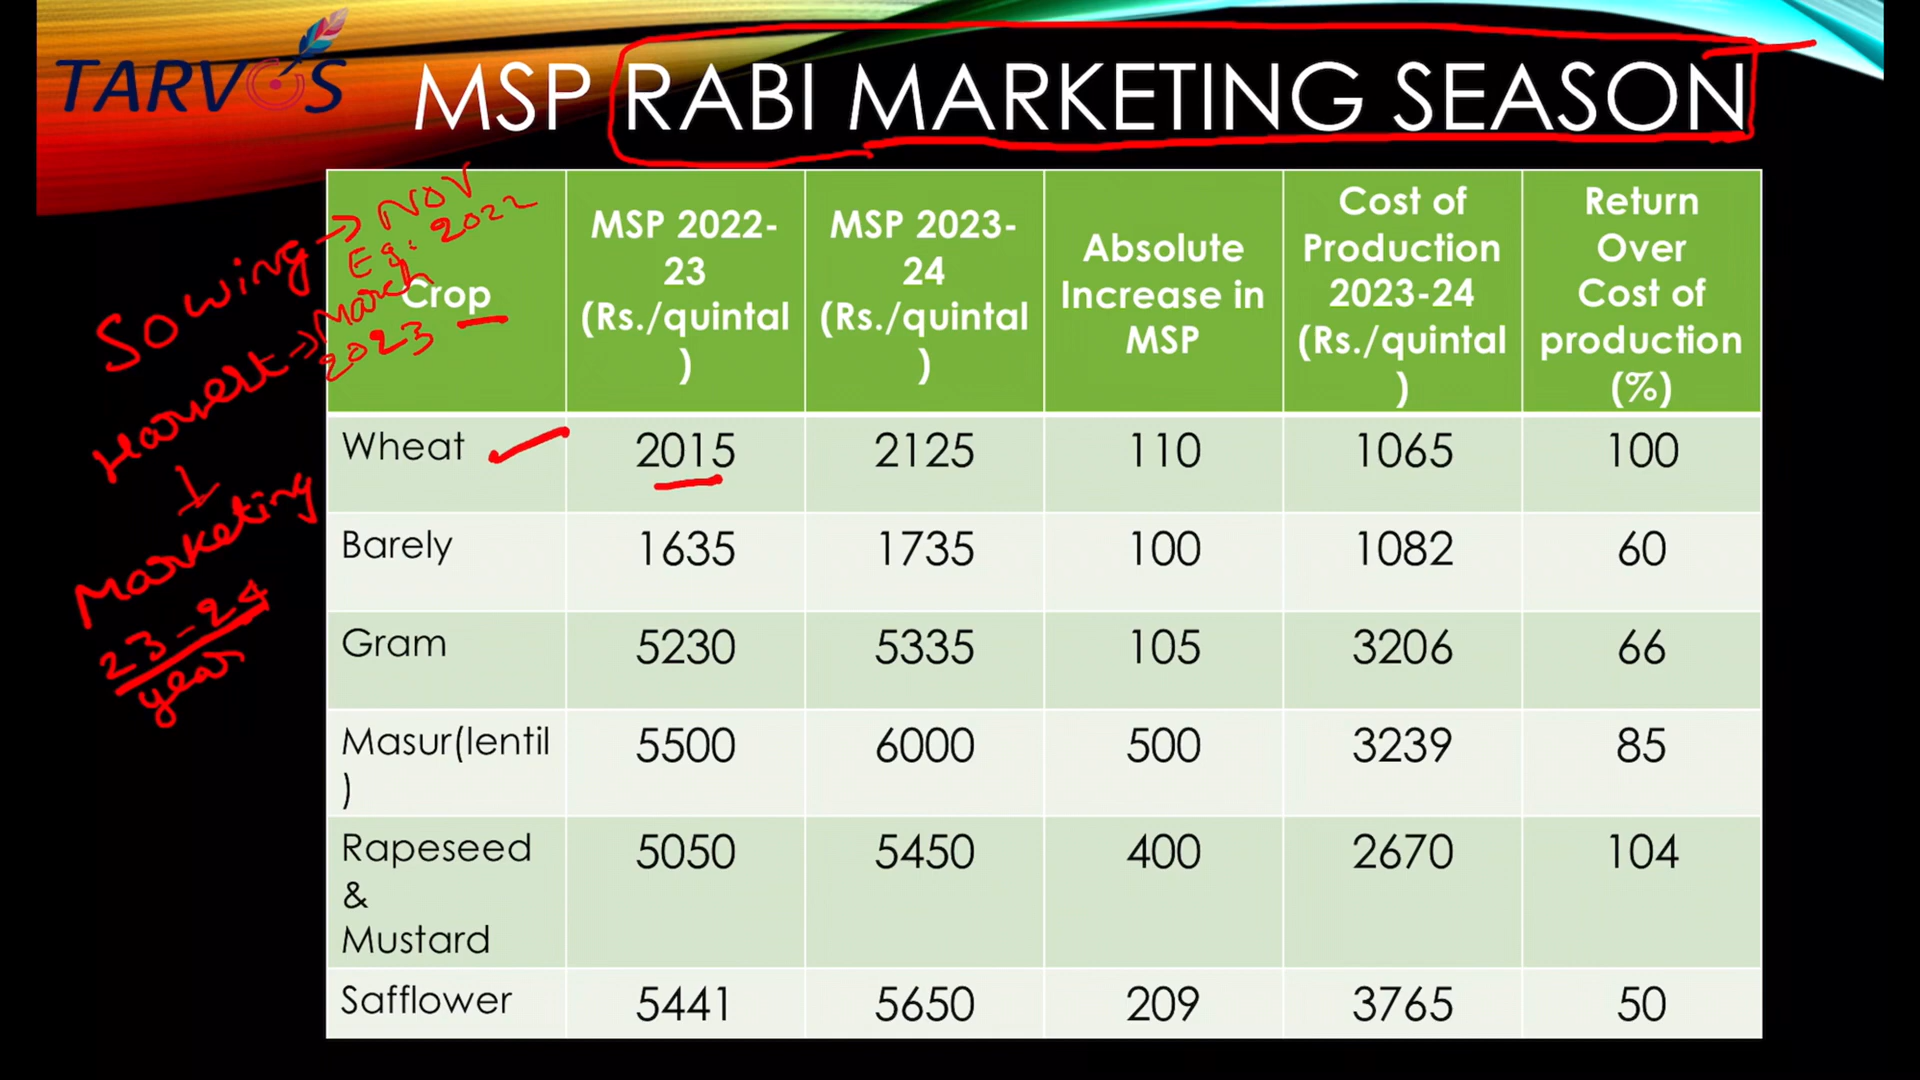 TARVOS
MSP RABI MARKETING SEASON
Sowing → NOV
Eg: 2022
Harvest → March
2023
↓
Marketing
23-24
year
Crop
MSP 2022-
23
(Rs./quintal
)
MSP 2023-
24
(Rs./quintal
)
Absolute
Increase in
MSP
Cost of
Production
2023-24
(Rs./quintal
)
Return
Over
Cost of
production
(%)
Wheat 2015 2125 110 1065 100
Barely 1635 1735 100 1082 60
Gram 5230 5335 105 3206 66
Masur(lentil 5500 6000 500 3239 85
)
Rapeseed 5050 5450 400 2670 104
&
Mustard
Safflower 5441 5650 209 3765 50